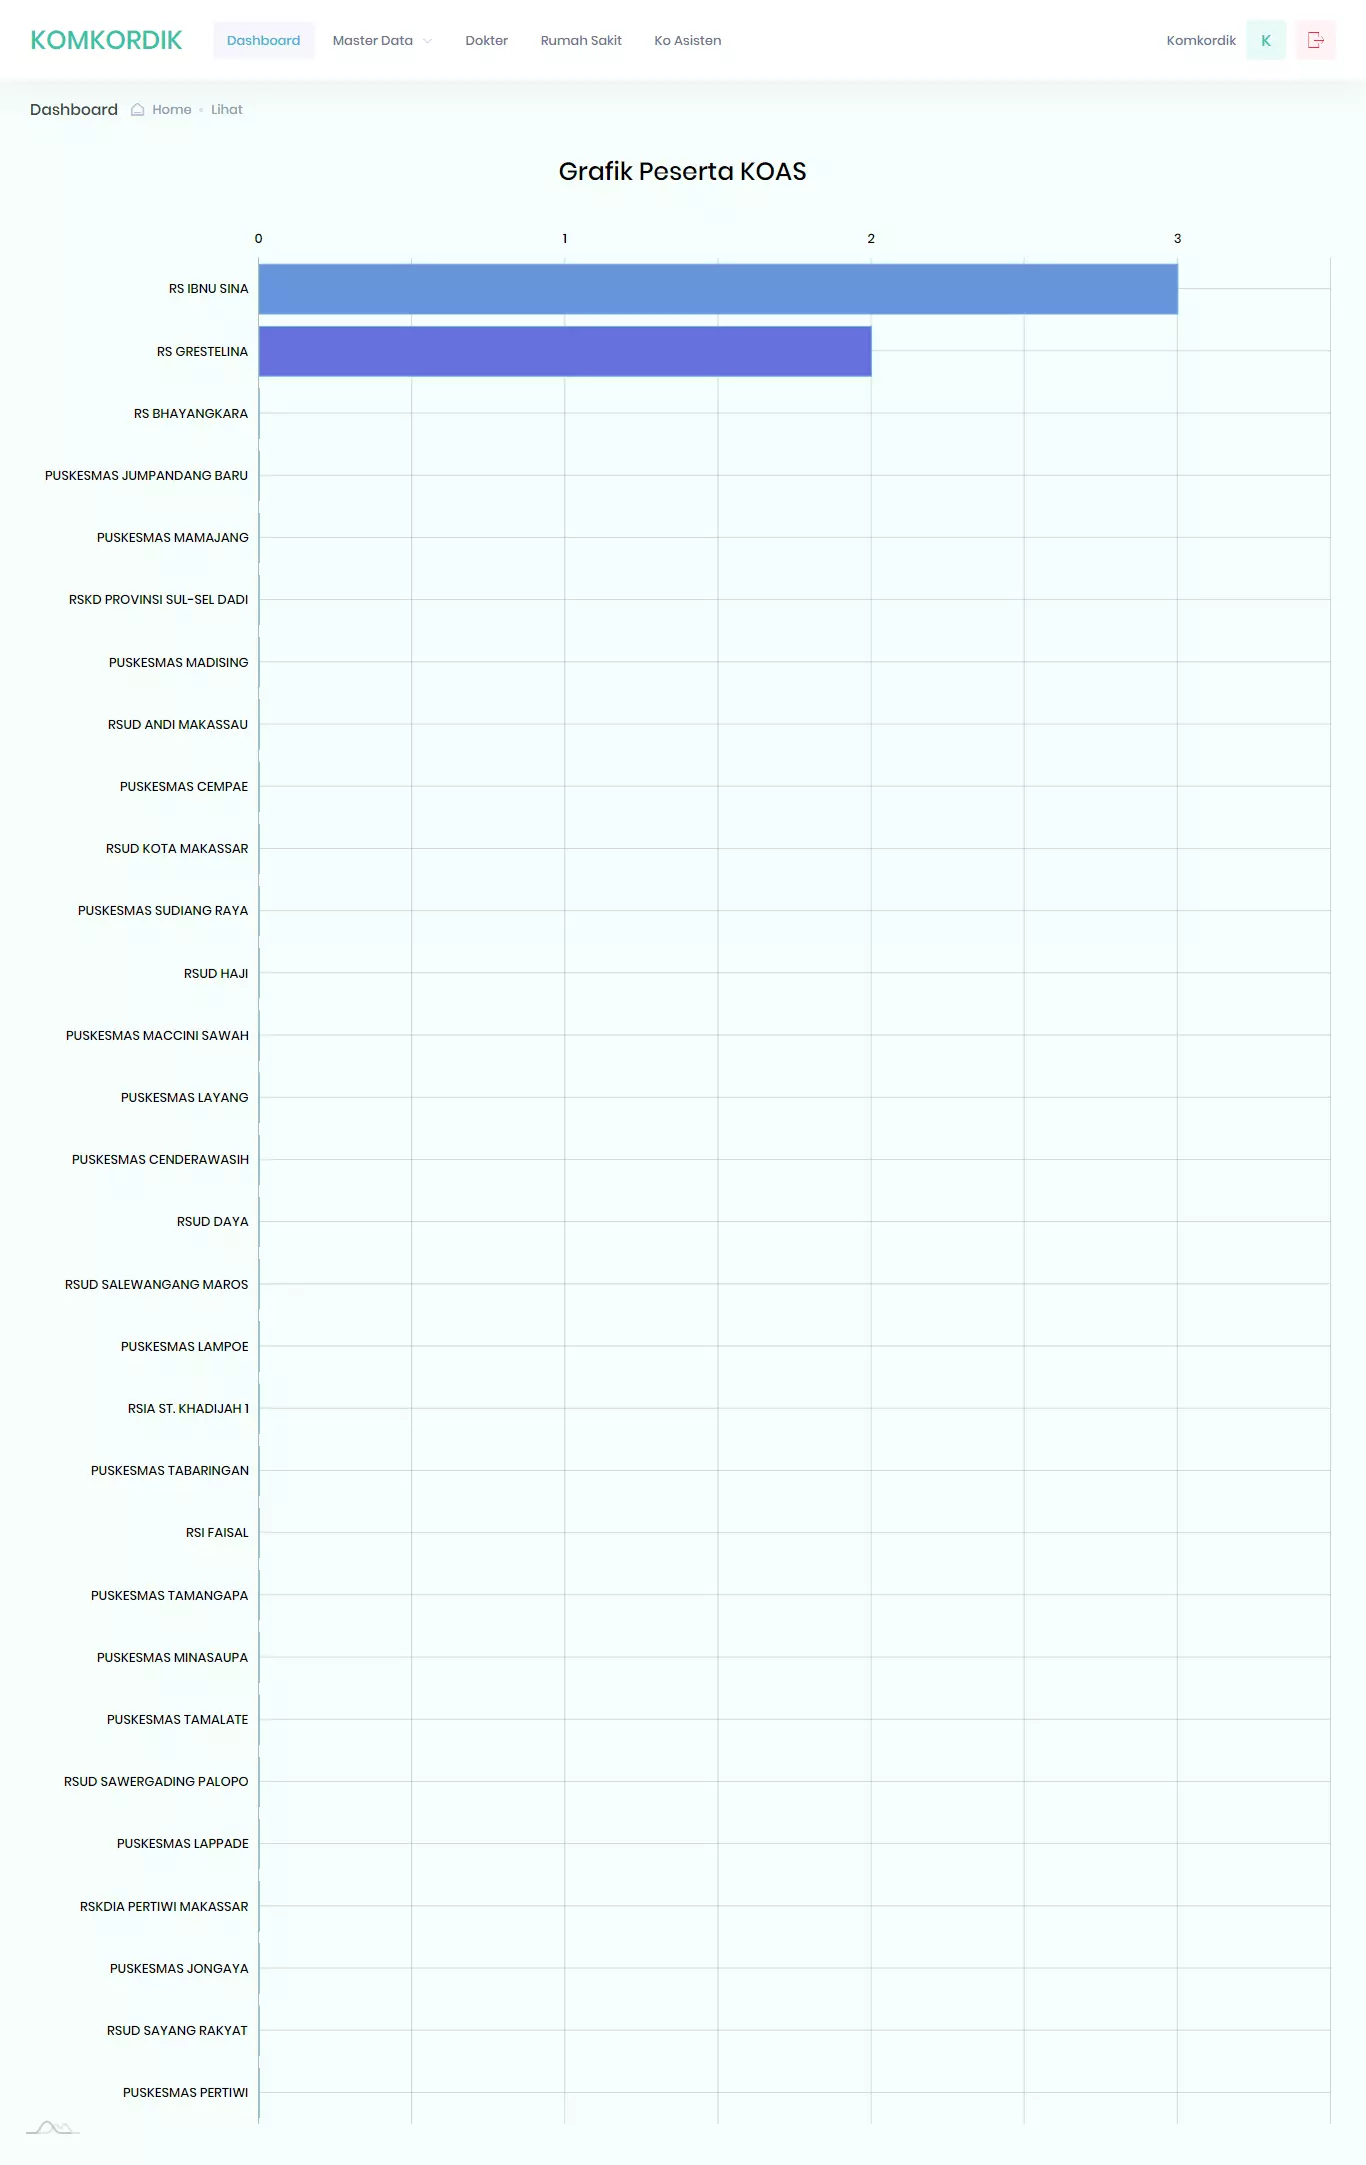 KOMKORDIK Dashboard Master Data Dokter Rumah Sakit Ko Asisten Komkordik K
Dashboard Home Lihat
Grafik Peserta KOAS
0 1 2 3
RS IBNU SINA
RS GRESTELINA
RS BHAYANGKARA
PUSKESMAS JUMPANDANG BARU
PUSKESMAS MAMAJANG
RSKD PROVINSI SUL-SEL DADI
PUSKESMAS MADISING
RSUD ANDI MAKASSAU
PUSKESMAS CEMPAE
RSUD KOTA MAKASSAR
PUSKESMAS SUDIANG RAYA
RSUD HAJI
PUSKESMAS MACCINI SAWAH
PUSKESMAS LAYANG
PUSKESMAS CENDERAWASIH
RSUD DAYA
RSUD SALEWANGANG MAROS
PUSKESMAS LAMPOE
RSIA ST. KHADIJAH 1
PUSKESMAS TABARINGAN
RSI FAISAL
PUSKESMAS TAMANGAPA
PUSKESMAS MINASAUPA
PUSKESMAS TAMALATE
RSUD SAWERGADING PALOPO
PUSKESMAS LAPPADE
RSKDIA PERTIWI MAKASSAR
PUSKESMAS JONGAYA
RSUD SAYANG RAKYAT
PUSKESMAS PERTIWI